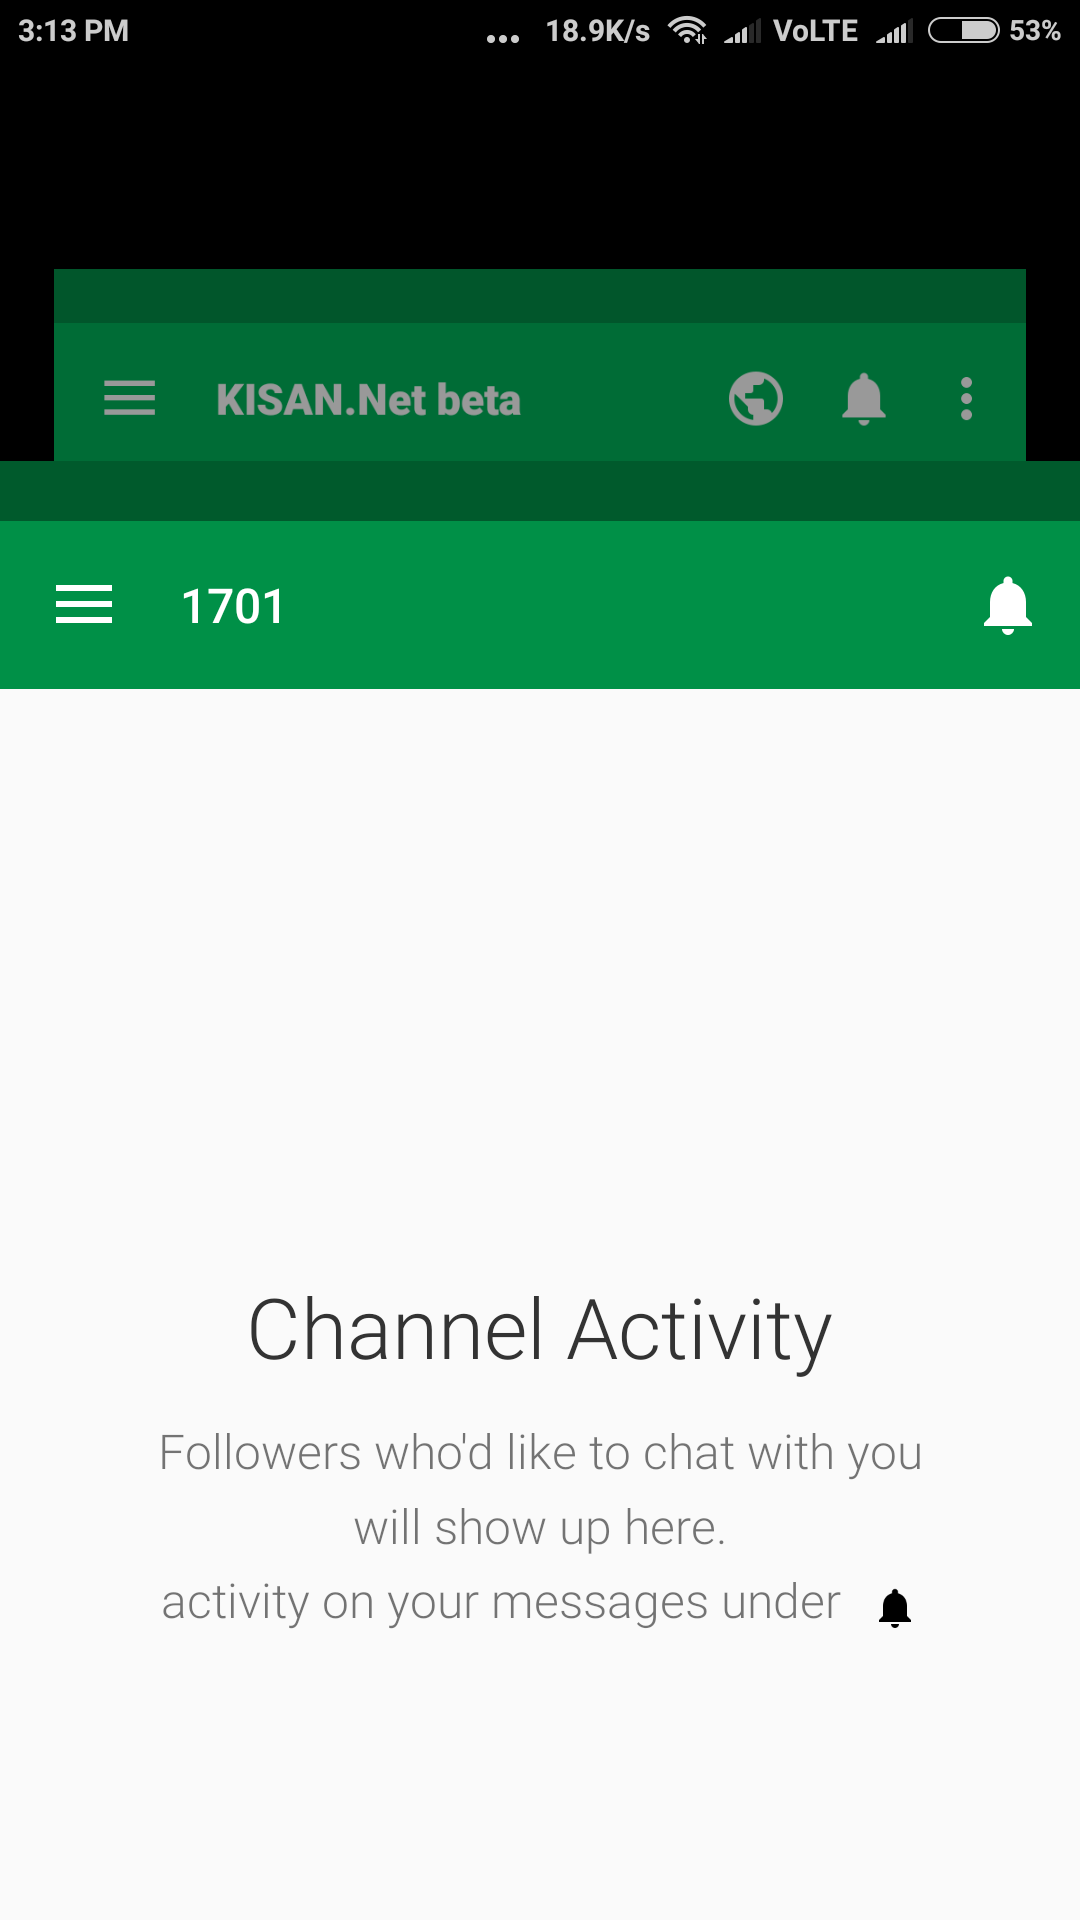 3:13 PM ... 18.9K/s VoLTE 53%
KISAN.Net beta
1701
Channel Activity
Followers who'd like to chat with you
will show up here.
activity on your messages under